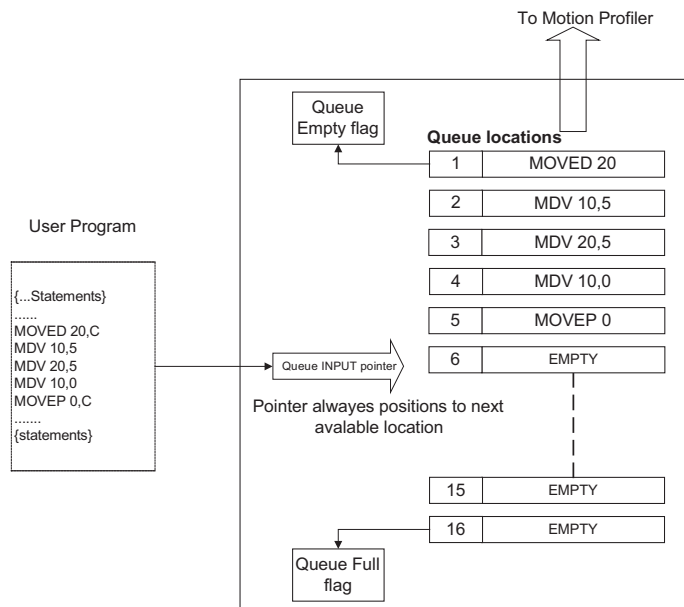 To Motion Profiler
Queue
Empty flag
Queue locations
1 MOVED 20
2 MDV 10,5
3 MDV 20,5
4 MDV 10,0
5 MOVEP 0
6 EMPTY
15 EMPTY
16 EMPTY
User Program
{...Statements}
......
MOVED 20,C
MDV 10,5
MDV 20,5
MDV 10,0
MOVEP 0,C
.......
{statements}
Queue INPUT pointer
Pointer alwayes positions to next
avalable location
Queue Full
flag